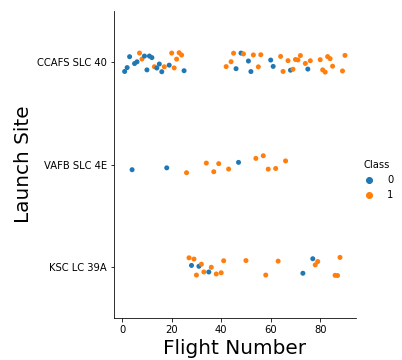 CCAFS SLC 40
VAFB SLC 4E
KSC LC 39A
Launch Site
0 20 40 60 80
Flight Number
Class
0
1